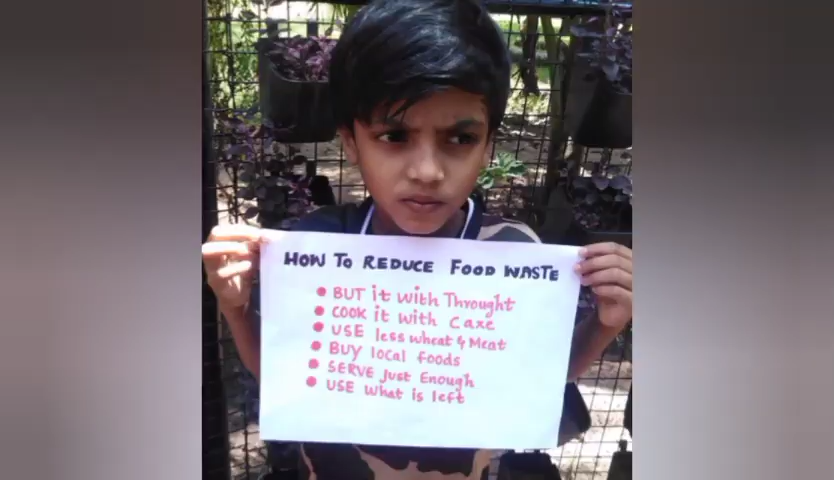 HOW TO REDUCE FOOD WASTE
• BUT it with Throught
• COOK it with Caxe
• USE less wheat & Meat
• BUY local foods
• SERVE Just Enough
• USE What is left